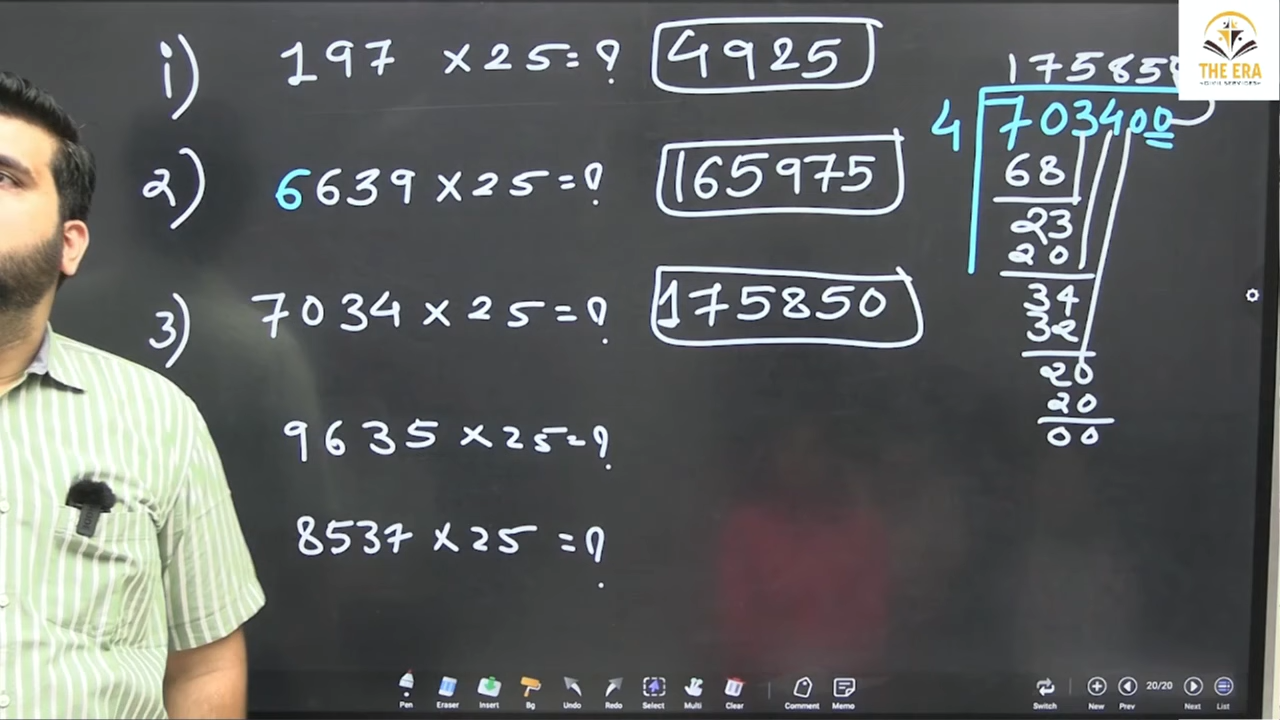 i) 197 × 25 = ? 4925
2) 6639 × 25 = ? 165975
3) 7034 × 25 = ? 175850
9635 × 25 = ?
8537 × 25 = ?
17585
4 703400
68
23
20
34
32
20
20
00
THE ERA
Pen Eraser Insert Bg Undo Redo Select Multi Clear Comment Memo Switch New Prev 20/20 Next List